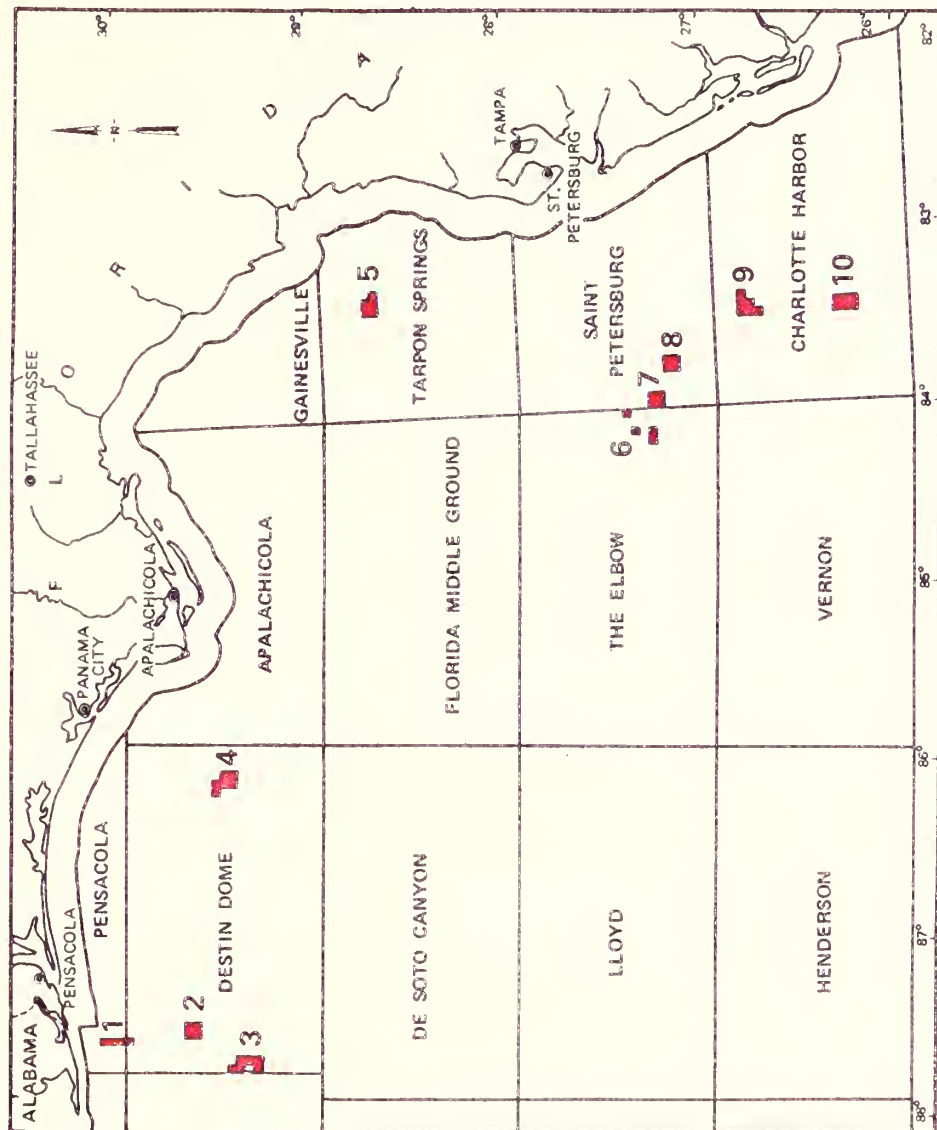 ALABAMA
PENSACOLA
PANAMA
CITY
APALACHICOLA
TALLAHASSEE
F
L
O
R
D
A
-N-
TAMPA
ST.
PETERSBURG
PENSACOLA
DESTIN DOME
APALACHICOLA
GAINESVILLE
DE SOTO CANYON
FLORIDA MIDDLE GROUND
TARPON SPRINGS
LLOYD
THE ELBOW
SAINT
PETERSBURG
HENDERSON
VERNON
CHARLOTTE HARBOR
1
2
3
4
5
6
7
8
9
10
30°
29°
28°
27°
26°
88°
87°
86°
85°
84°
83°
82°